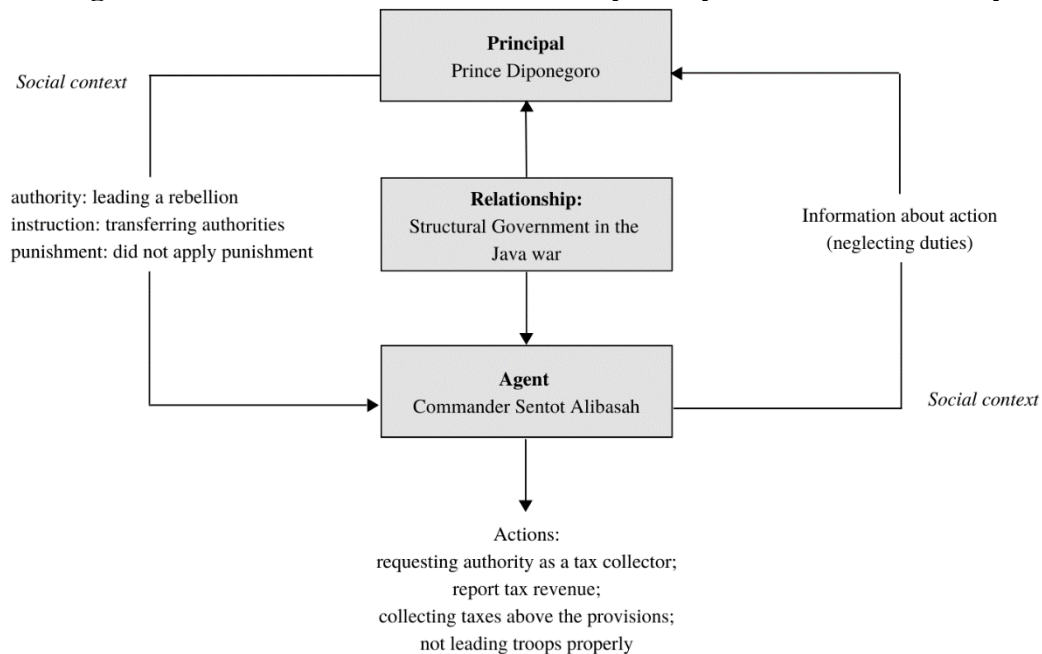 Principal
Prince Diponegoro
Social context
authority: leading a rebellion
instruction: transferring authorities
punishment: did not apply punishment
Relationship:
Structural Government in the
Java war
Information about action
(neglecting duties)
Agent
Commander Sentot Alibasah
Social context
Actions:
requesting authority as a tax collector;
report tax revenue;
collecting taxes above the provisions;
not leading troops properly